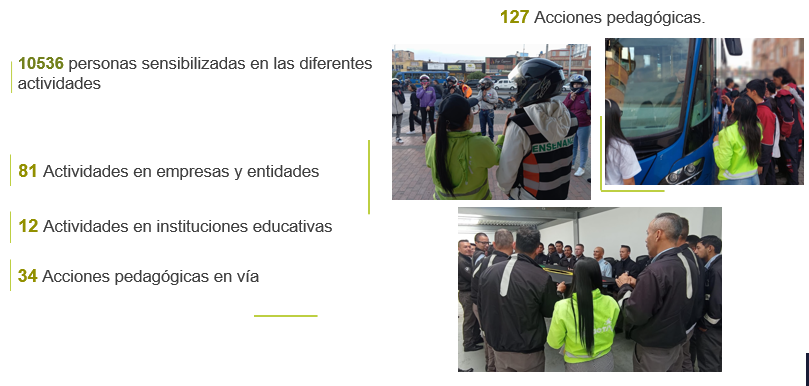 127 Acciones pedagógicas.
10536 personas sensibilizadas en las diferentes
actividades
81 Actividades en empresas y entidades
12 Actividades en instituciones educativas
34 Acciones pedagógicas en vía
ENSEÑANZ